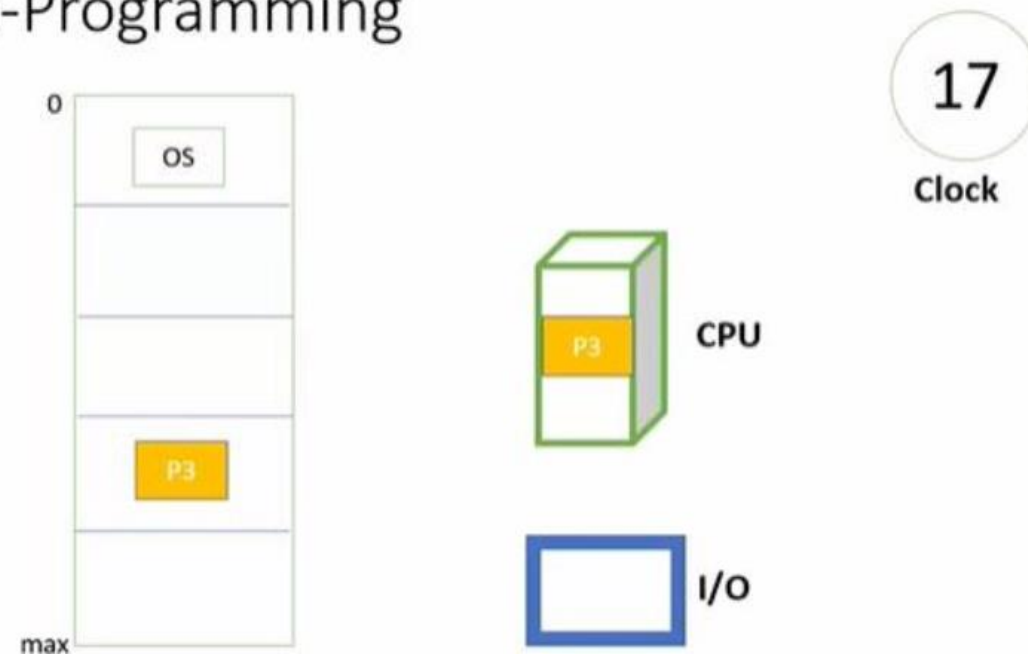 -Programming
17
Clock
0
OS
P3
max
P3
CPU
I/O